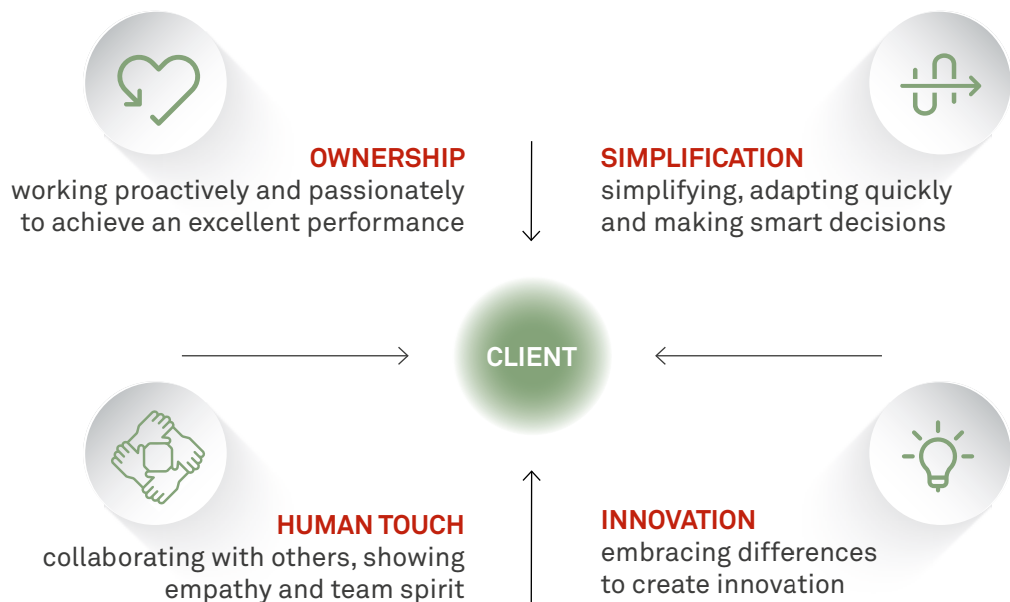 OWNERSHIP
working proactively and passionately
to achieve an excellent performance
SIMPLIFICATION
simplifying, adapting quickly
and making smart decisions
CLIENT
HUMAN TOUCH
collaborating with others, showing
empathy and team spirit
INNOVATION
embracing differences
to create innovation